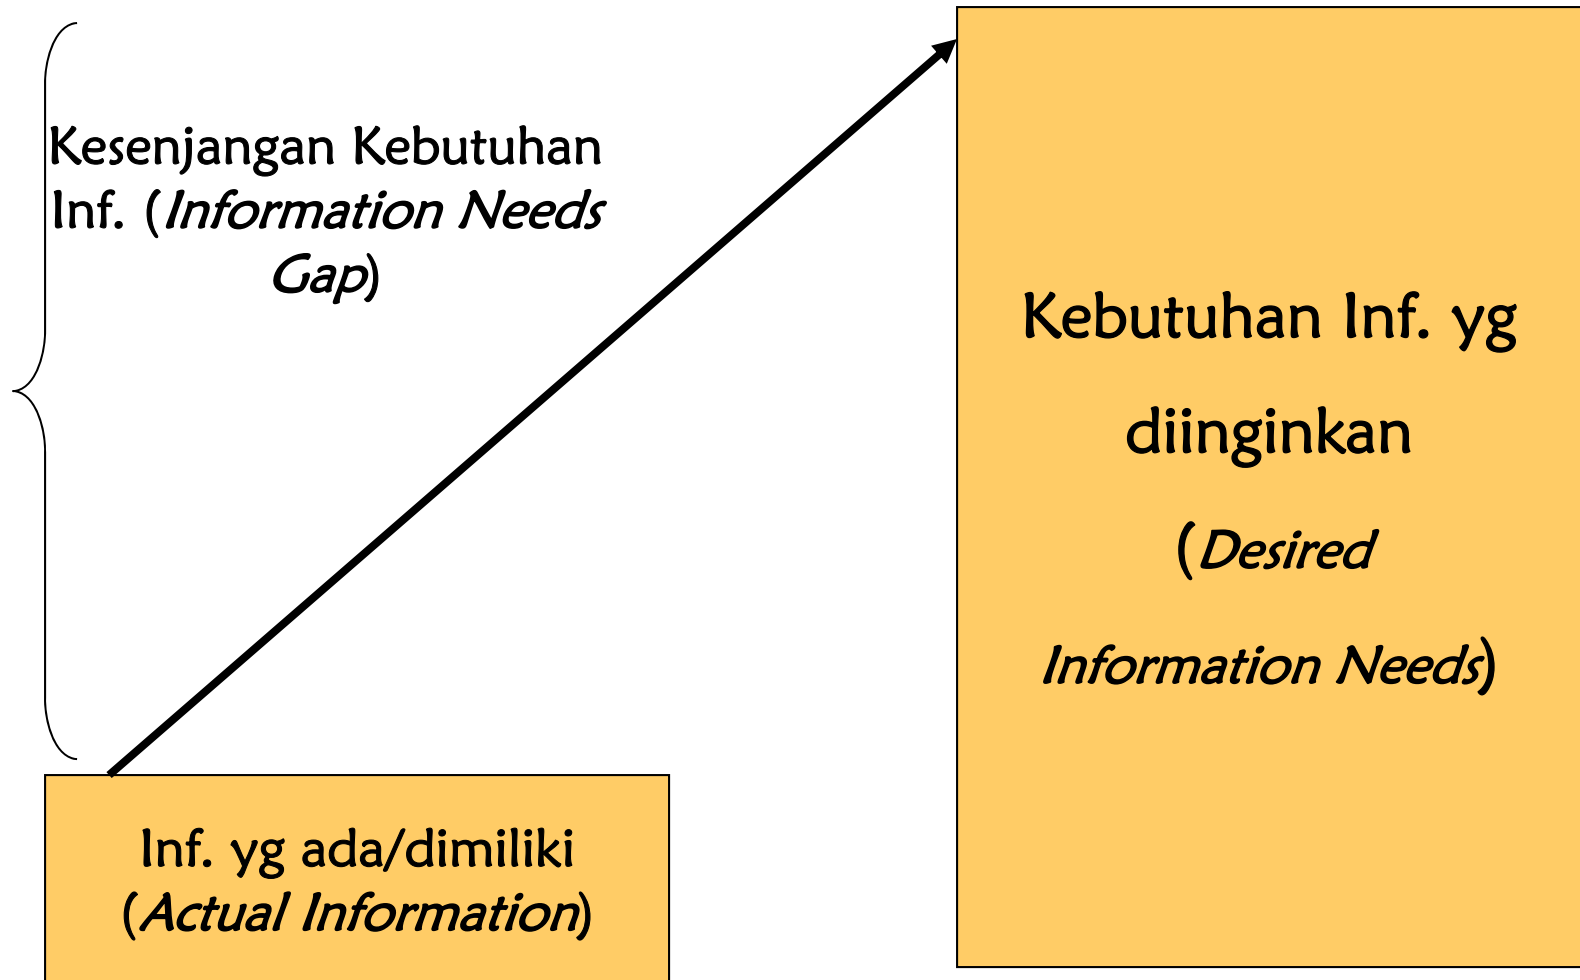 Kesenjangan Kebutuhan
Inf. (Information Needs
Gap)
Kebutuhan Inf. yg
diinginkan
(Desired
Information Needs)
Inf. yg ada/dimiliki
(Actual Information)